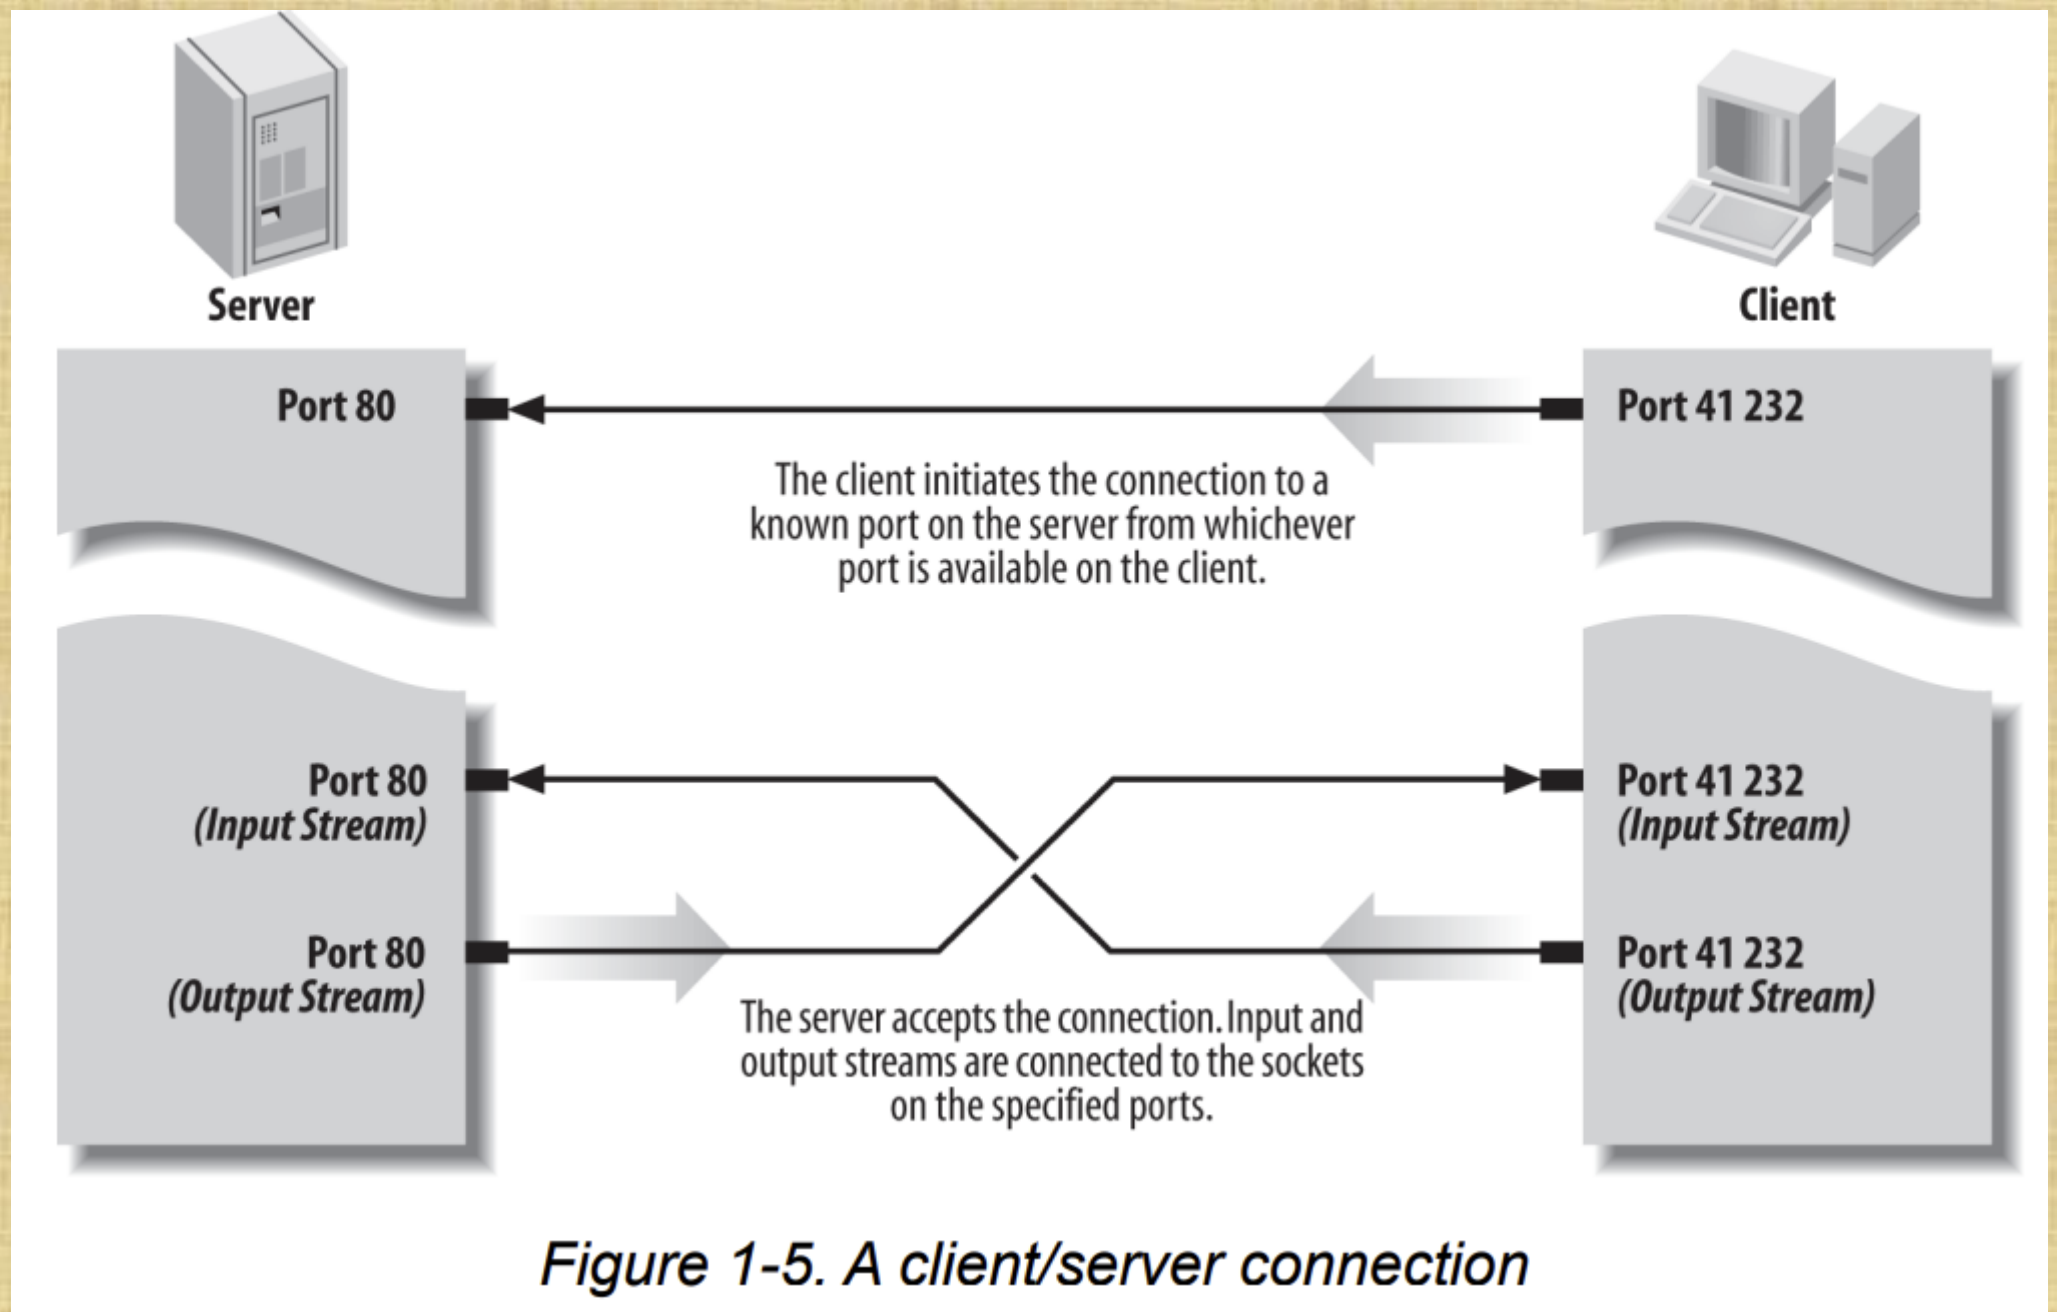 Server
Client
Port 80
Port 41 232
The client initiates the connection to a
known port on the server from whichever
port is available on the client.
Port 80
(Input Stream)
Port 41 232
(Input Stream)
Port 80
(Output Stream)
Port 41 232
(Output Stream)
The server accepts the connection. Input and
output streams are connected to the sockets
on the specified ports.
Figure 1-5. A client/server connection